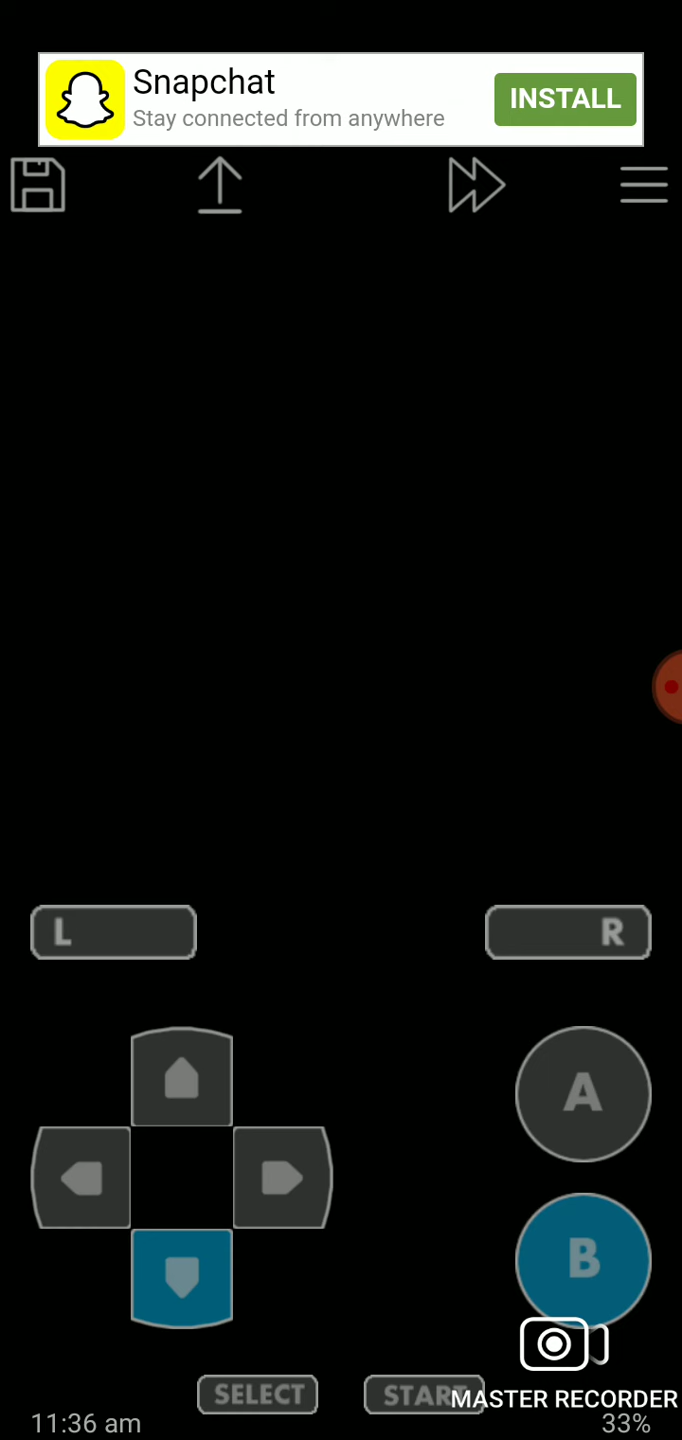 Snapchat
Stay connected from anywhere
INSTALL
L
R
A
B
SELECT
START
MASTER RECORDER
11:36 am
33%